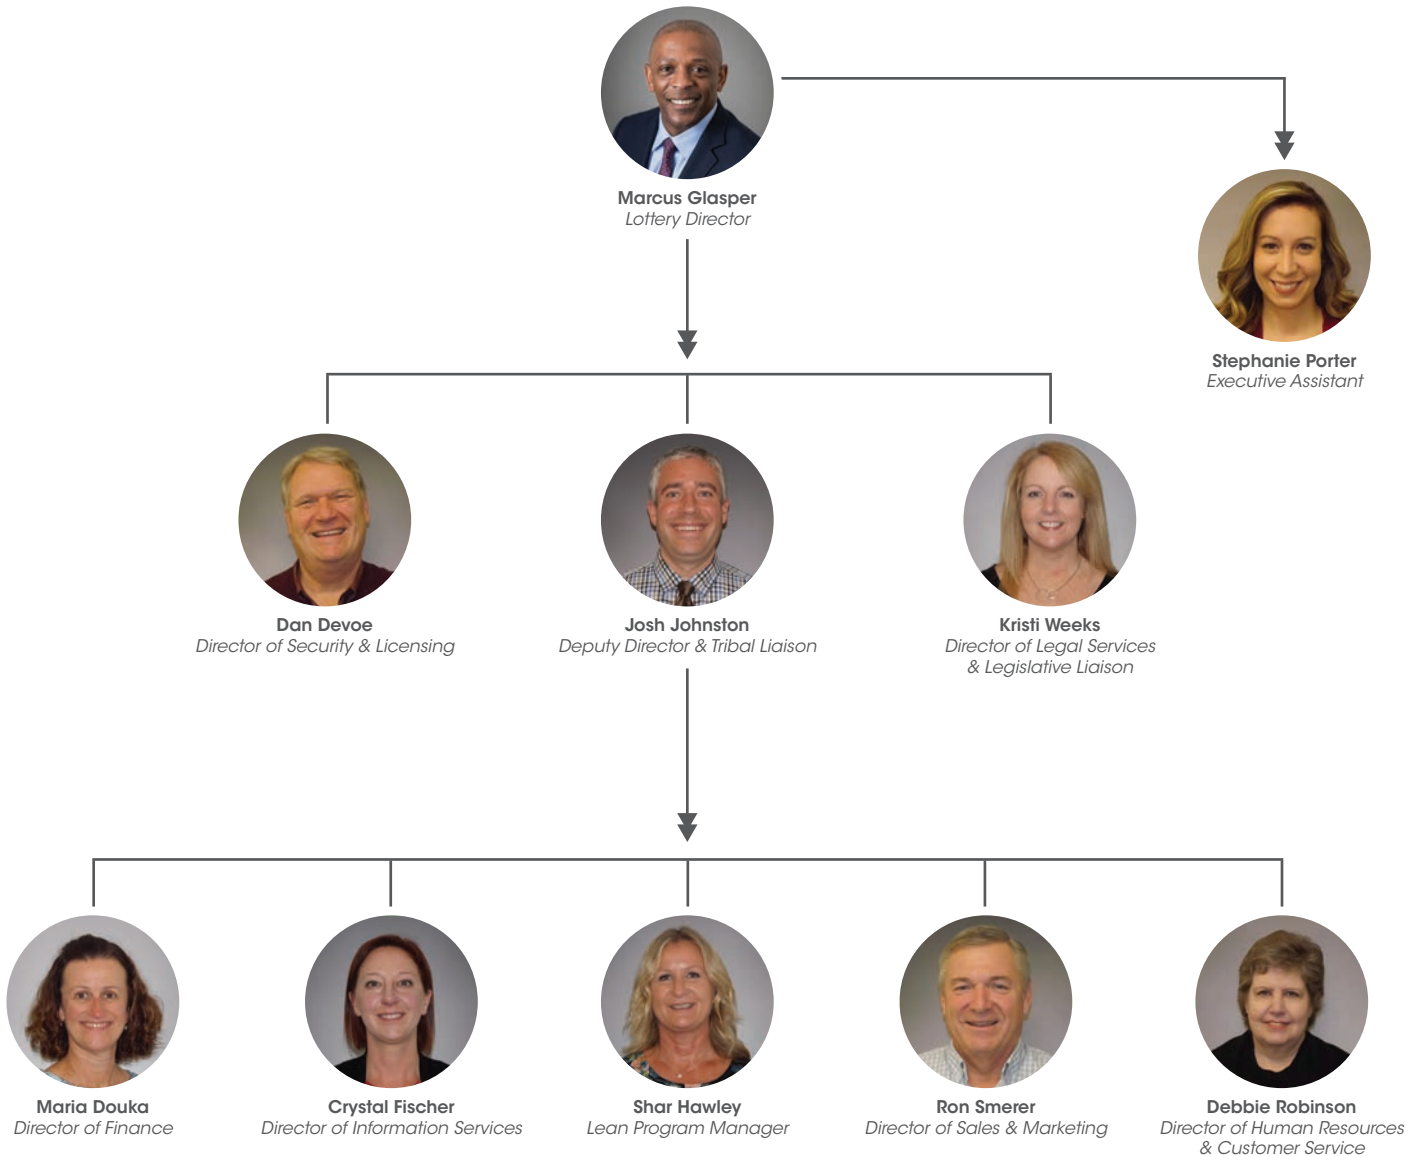 Marcus Glasper
Lottery Director
Stephanie Porter
Executive Assistant
Dan Devoe
Director of Security & Licensing
Josh Johnston
Deputy Director & Tribal Liaison
Kristi Weeks
Director of Legal Services
& Legislative Liaison
Maria Douka
Director of Finance
Crystal Fischer
Director of Information Services
Shar Hawley
Lean Program Manager
Ron Smerer
Director of Sales & Marketing
Debbie Robinson
Director of Human Resources
& Customer Service